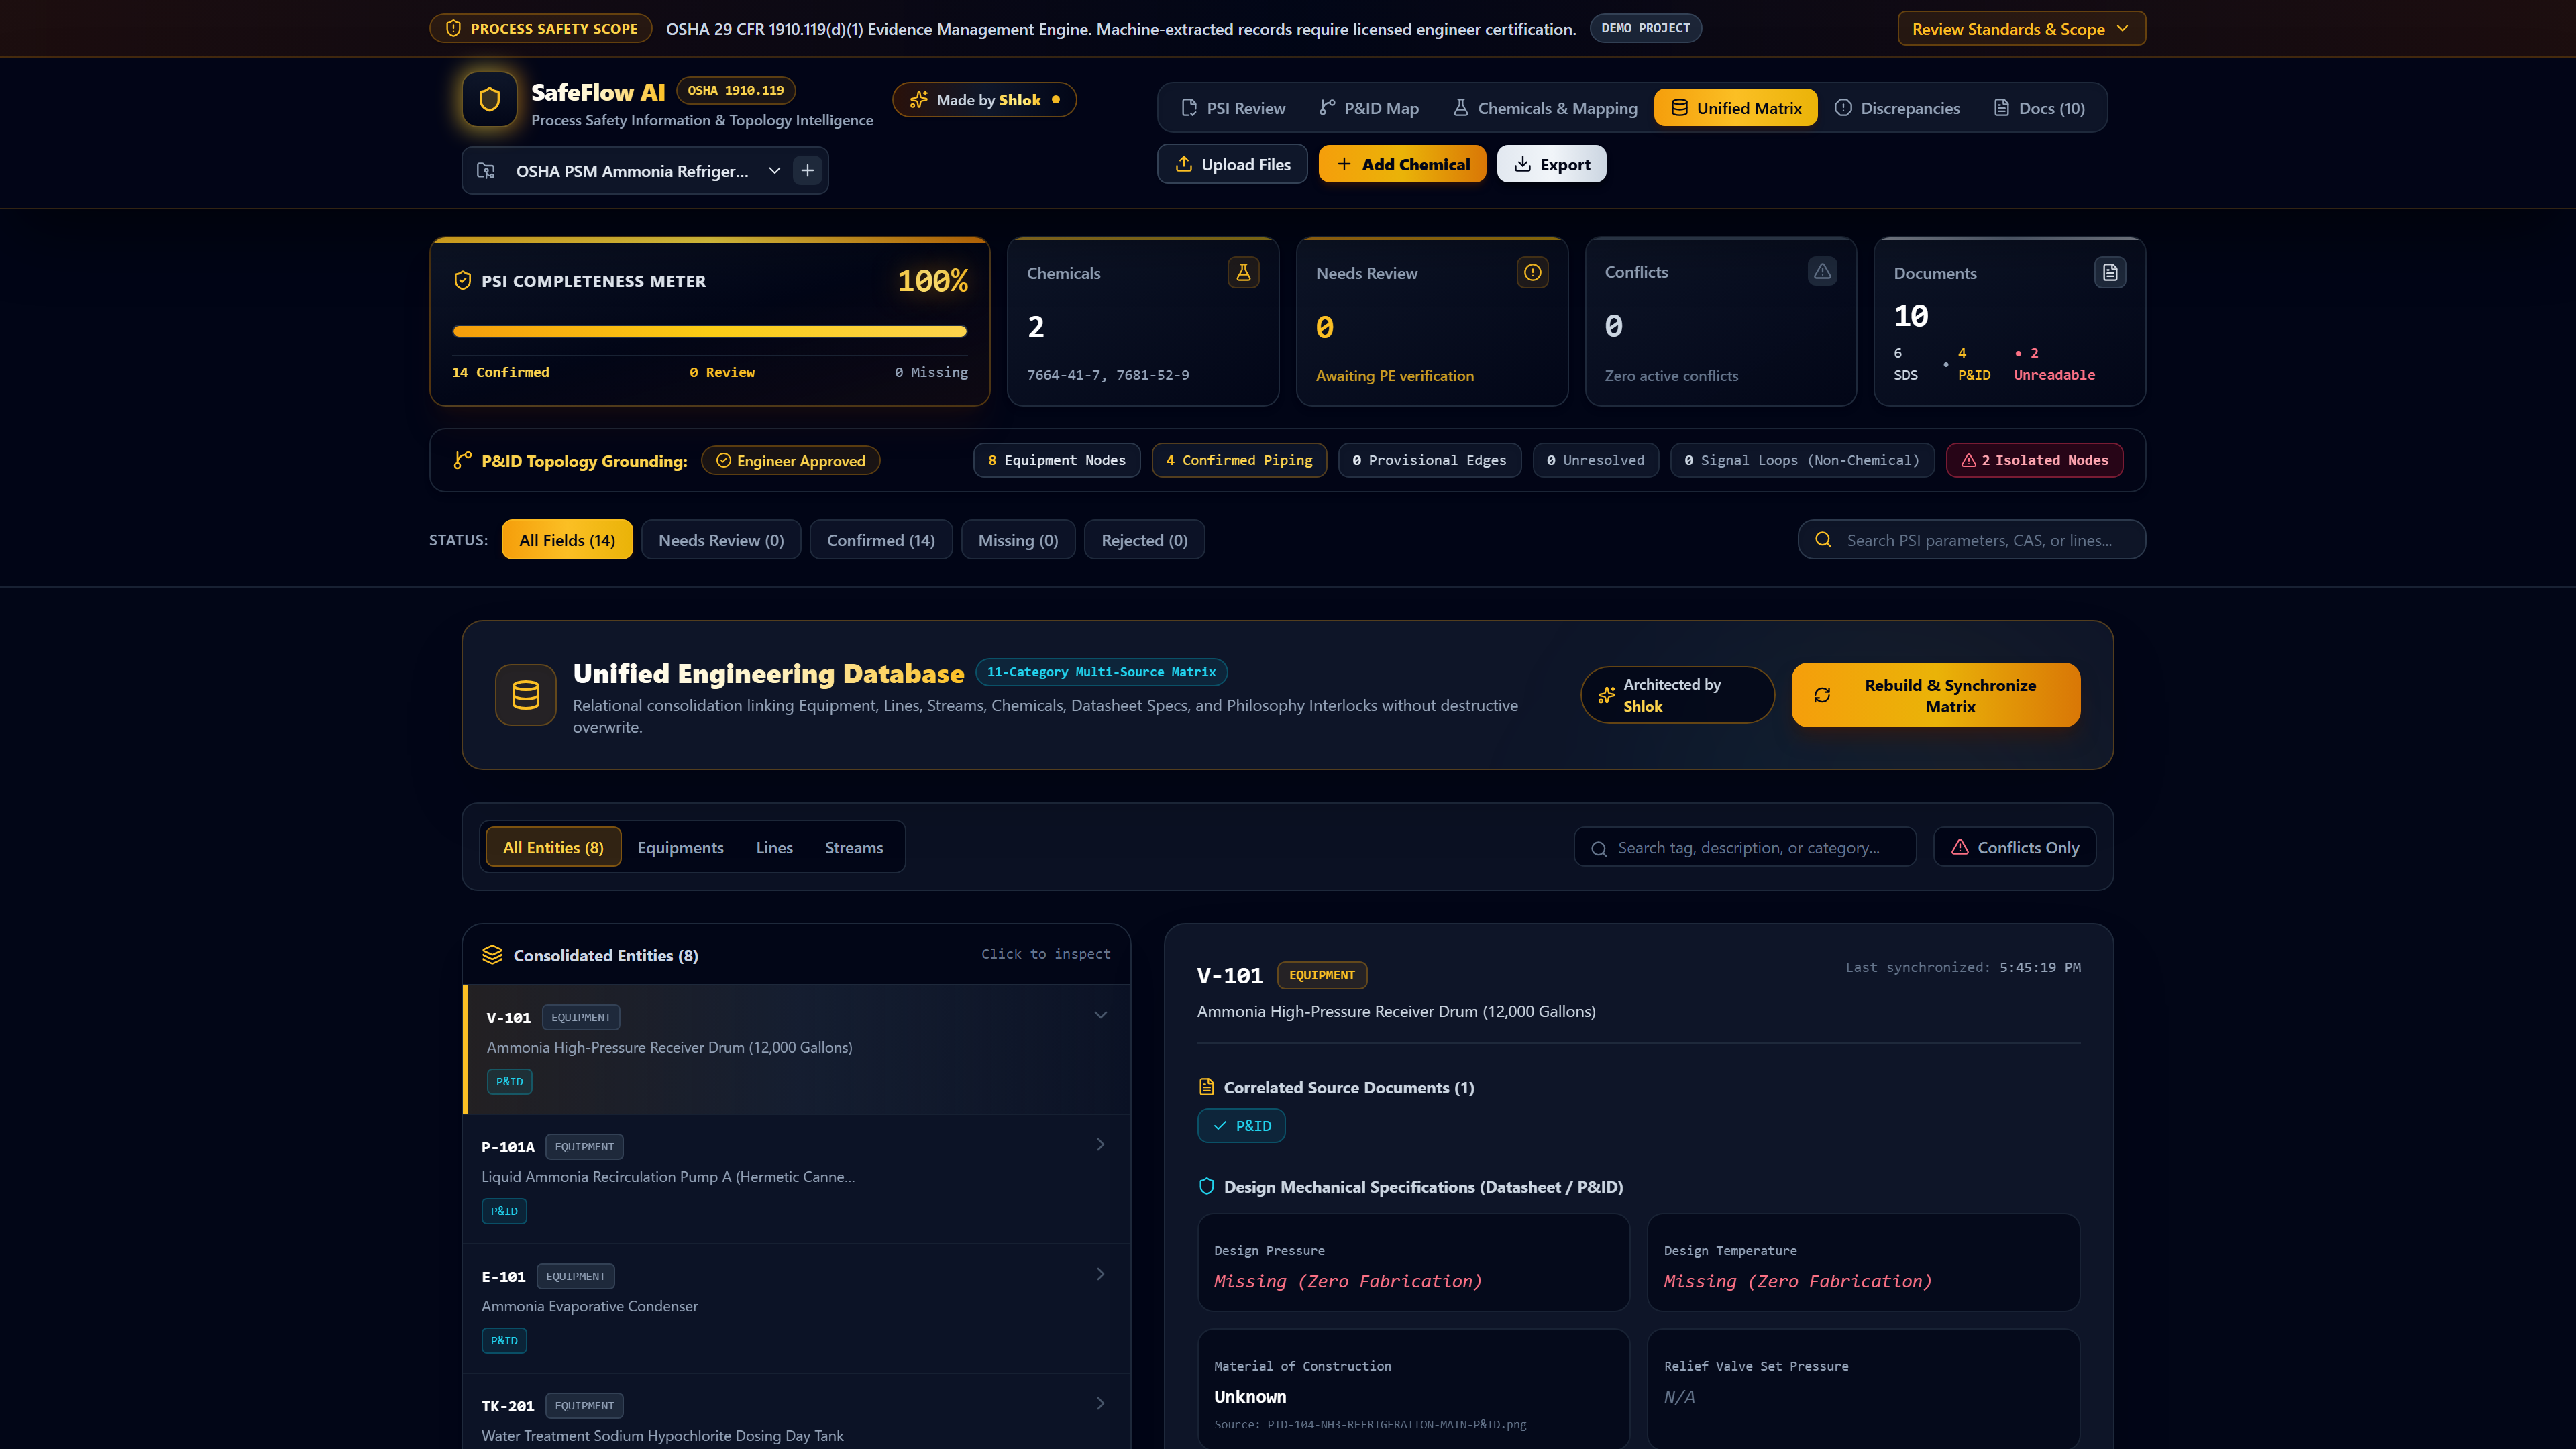 PROCESS SAFETY SCOPE
OSHA 29 CFR 1910.119(d)(1) Evidence Management Engine. Machine-extracted records require licensed engineer certification.
DEMO PROJECT
Review Standards & Scope
SafeFlow AI
OSHA 1910.119
Process Safety Information & Topology Intelligence
Made by Shlok
PSI Review
P&ID Map
Chemicals & Mapping
Unified Matrix
Discrepancies
Docs (10)
OSHA PSM Ammonia Refriger...
Upload Files
Add Chemical
Export
PSI COMPLETENESS METER
100%
14 Confirmed
0 Review
0 Missing
Chemicals
2
7664-41-7, 7681-52-9
Needs Review
0
Awaiting PE verification
Conflicts
0
Zero active conflicts
Documents
10
6 SDS
• 4 P&ID
• 2 Unreadable
P&ID Topology Grounding:
Engineer Approved
8 Equipment Nodes
4 Confirmed Piping
0 Provisional Edges
0 Unresolved
0 Signal Loops (Non-Chemical)
2 Isolated Nodes
STATUS:
All Fields (14)
Needs Review (0)
Confirmed (14)
Missing (0)
Rejected (0)
Search PSI parameters, CAS, or lines...
Unified Engineering Database
11-Category Multi-Source Matrix
Relational consolidation linking Equipment, Lines, Streams, Chemicals, Datasheet Specs, and Philosophy Interlocks without destructive
overwrite.
Architected by
Shlok
Rebuild & Synchronize
Matrix
All Entities (8)
Equipments
Lines
Streams
Search tag, description, or category...
Conflicts Only
Consolidated Entities (8)
Click to inspect
V-101
EQUIPMENT
Ammonia High-Pressure Receiver Drum (12,000 Gallons)
P&ID
P-101A
EQUIPMENT
Liquid Ammonia Recirculation Pump A (Hermetic Canne...
P&ID
E-101
EQUIPMENT
Ammonia Evaporative Condenser
P&ID
TK-201
EQUIPMENT
Water Treatment Sodium Hypochlorite Dosing Day Tank
V-101
EQUIPMENT
Last synchronized: 5:45:19 PM
Ammonia High-Pressure Receiver Drum (12,000 Gallons)
Correlated Source Documents (1)
P&ID
Design Mechanical Specifications (Datasheet / P&ID)
Design Pressure
Missing (Zero Fabrication)
Design Temperature
Missing (Zero Fabrication)
Material of Construction
Unknown
Source: PID-104-NH3-REFRIGERATION-MAIN-P&ID.png
Relief Valve Set Pressure
N/A